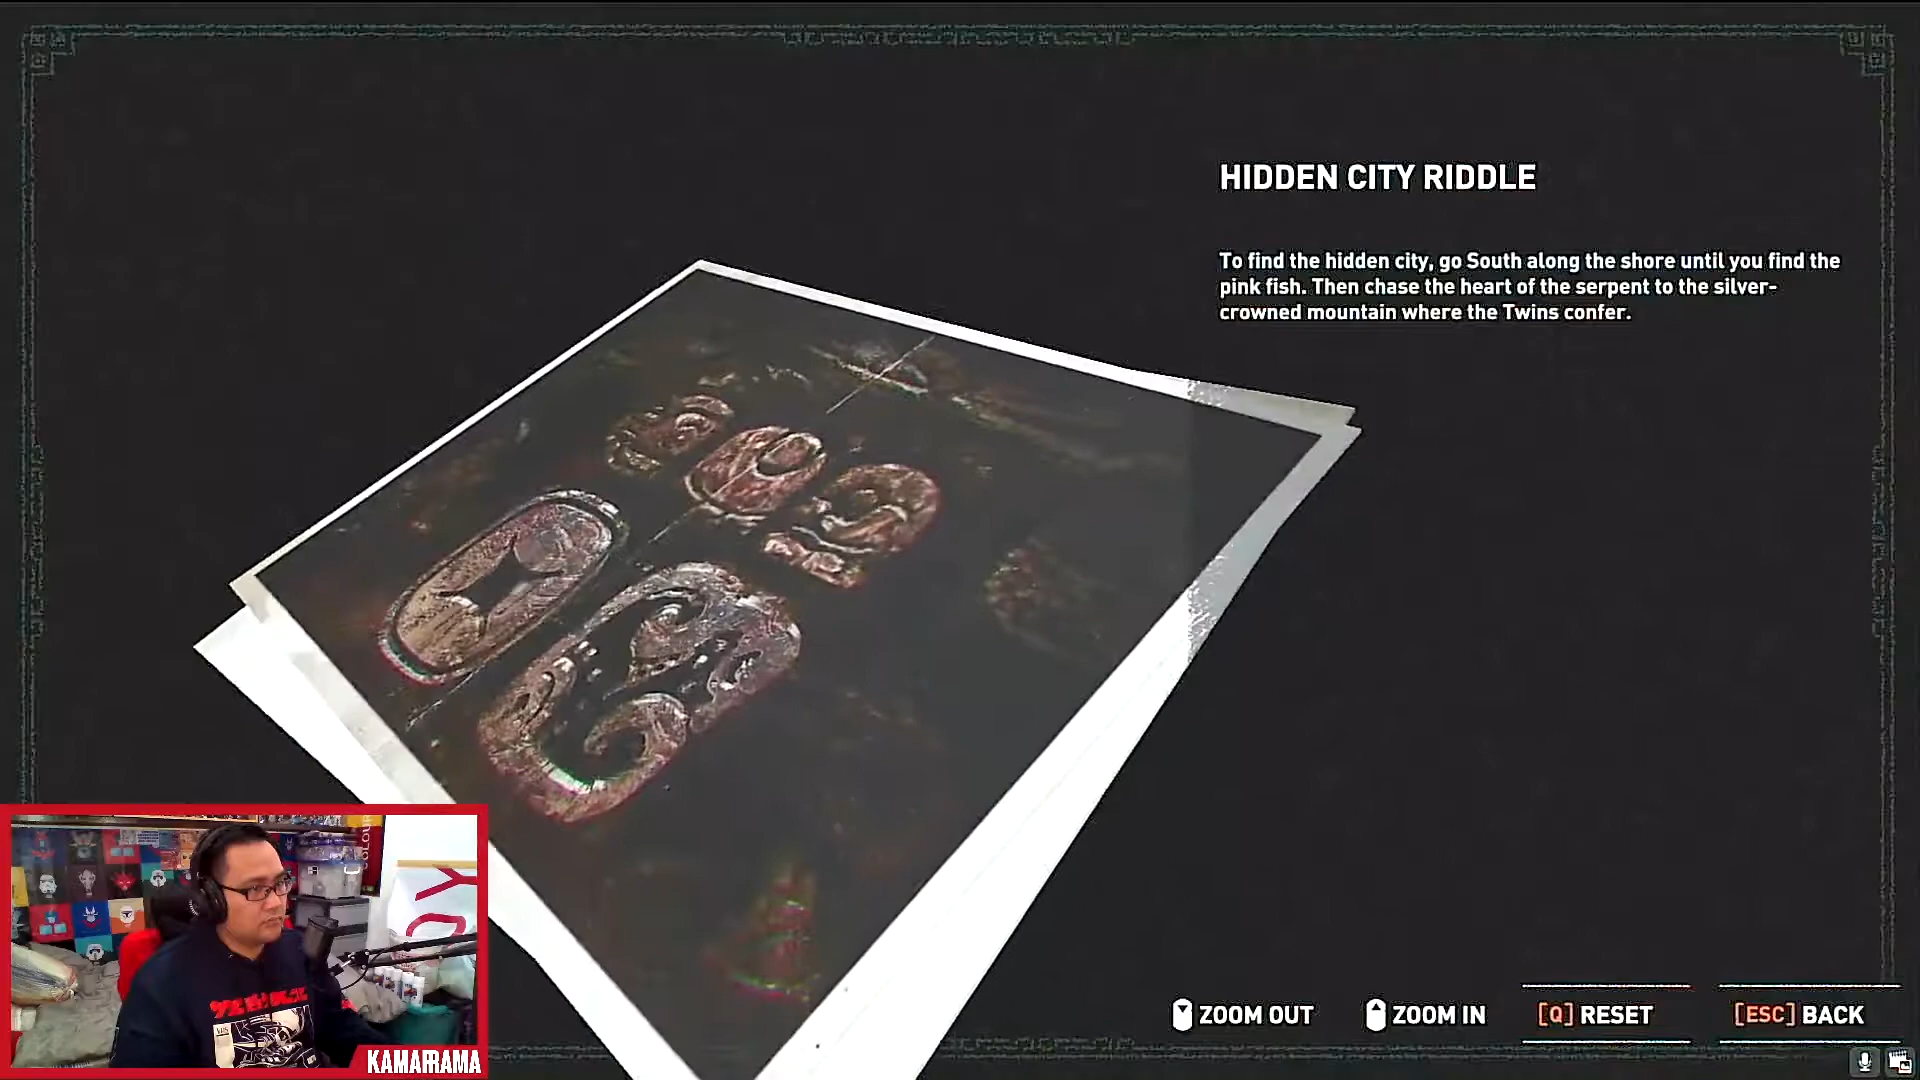 HIDDEN CITY RIDDLE
To find the hidden city, go South along the shore until you find the
pink fish. Then chase the heart of the serpent to the silver-
crowned mountain where the Twins confer.
ZOOM OUT
ZOOM IN
[Q] RESET
[ESC] BACK
KAMARRAMA